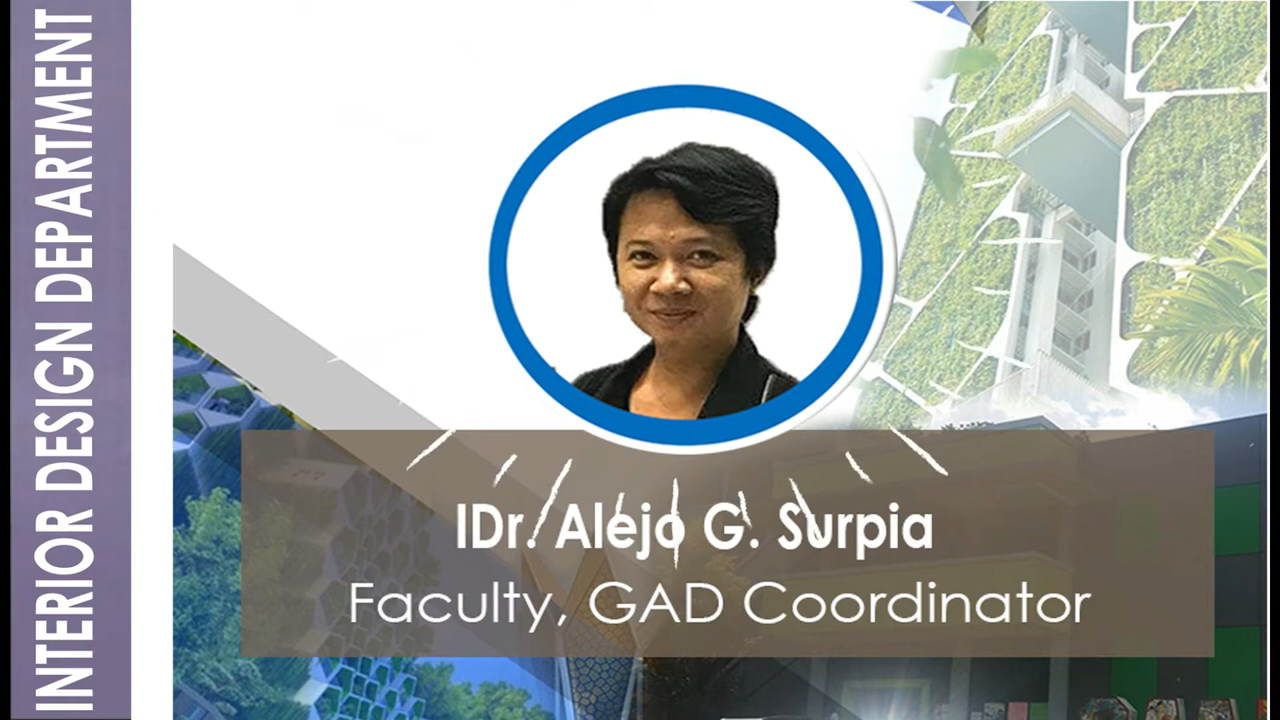 INTERIOR DESIGN DEPARTMENT
IDr. Alejo G. Surpia
Faculty, GAD Coordinator